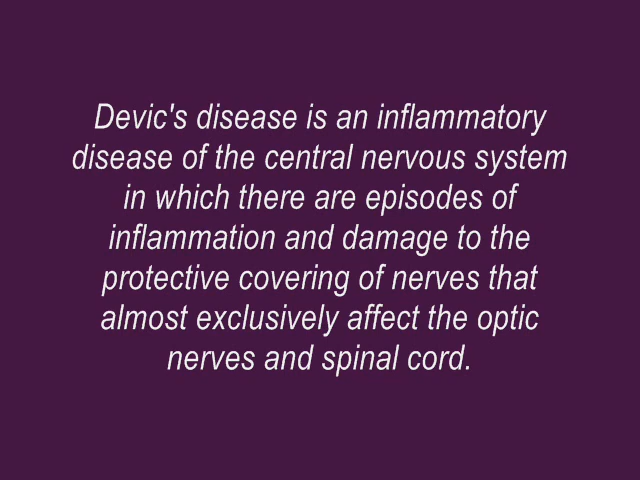 Devic's disease is an inflammatory
disease of the central nervous system
in which there are episodes of
inflammation and damage to the
protective covering of nerves that
almost exclusively affect the optic
nerves and spinal cord.